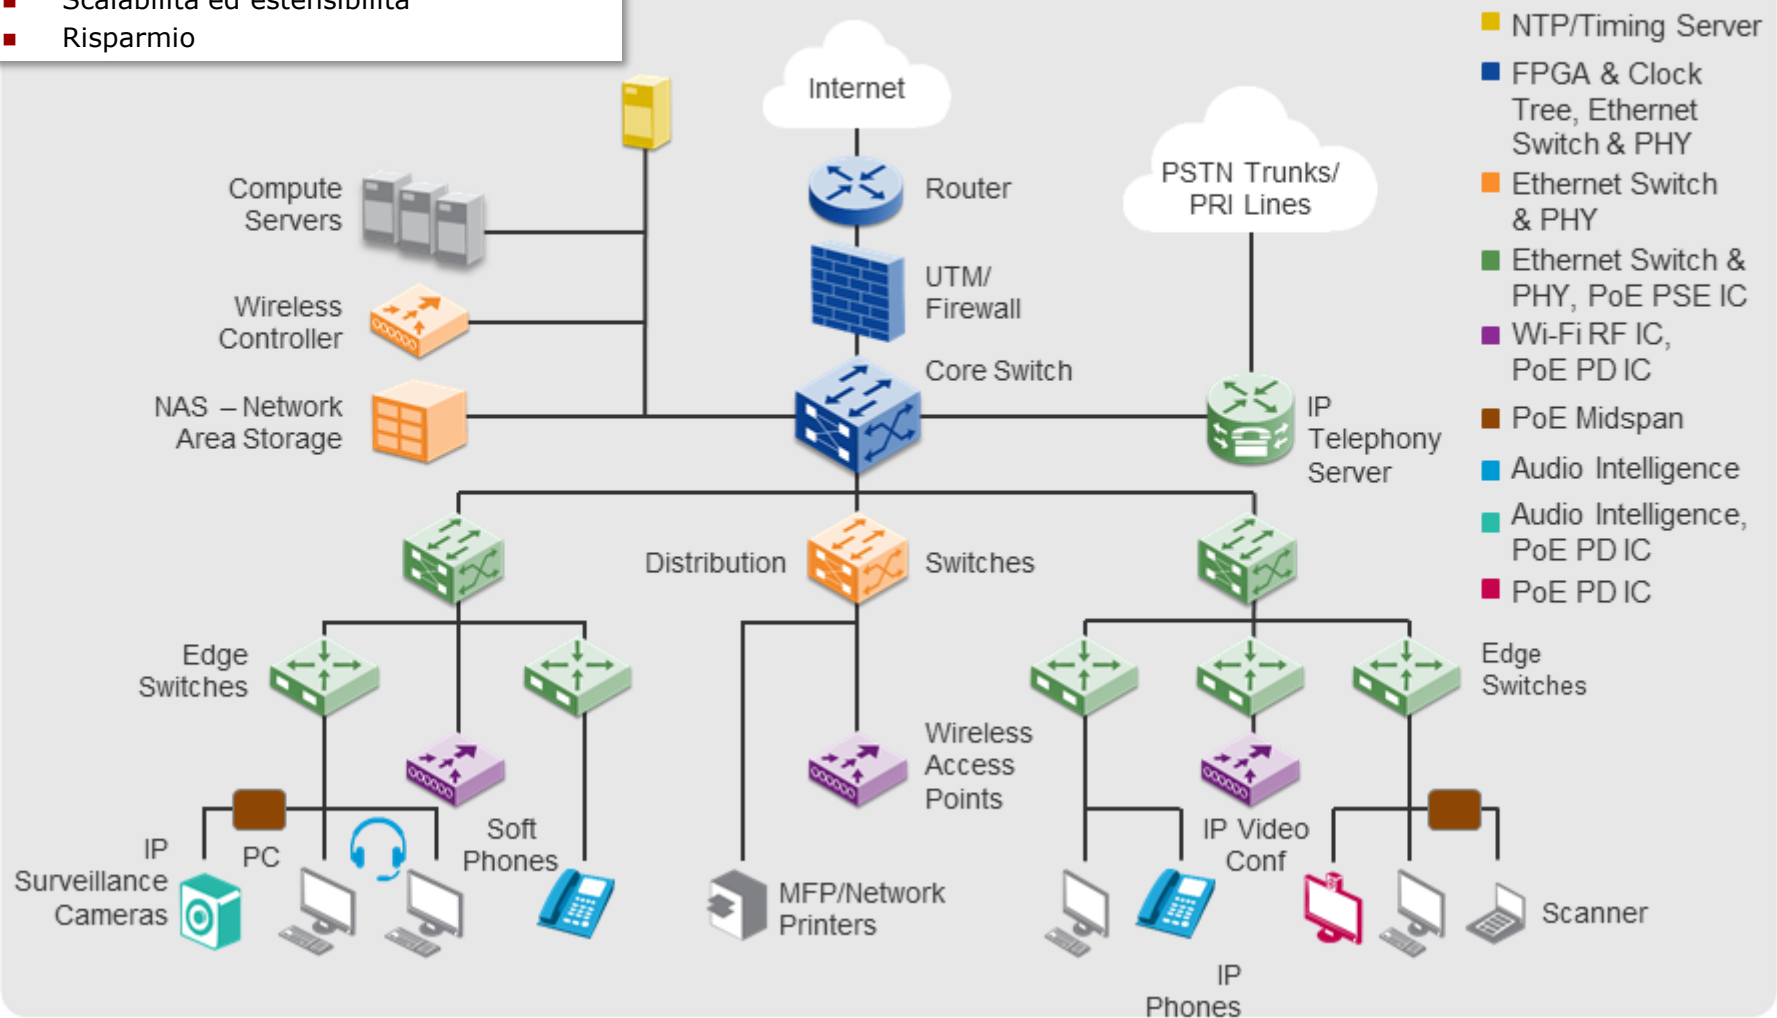 Scalabilità ed estensibilità
Risparmio
Internet
Router
UTM/
Firewall
Core Switch
Compute
Servers
Wireless
Controller
NAS – Network
Area Storage
PSTN Trunks/
PRI Lines
IP
Telephony
Server
Distribution
Switches
Edge
Switches
Edge
Switches
Wireless
Access
Points
IP
Surveillance
Cameras
PC
Soft
Phones
MFP/Network
Printers
IP Video
Conf
IP
Phones
Scanner
NTP/Timing Server
FPGA & Clock
Tree, Ethernet
Switch & PHY
Ethernet Switch
& PHY
Ethernet Switch &
PHY, PoE PSE IC
Wi-Fi RF IC,
PoE PD IC
PoE Midspan
Audio Intelligence
Audio Intelligence,
PoE PD IC
PoE PD IC